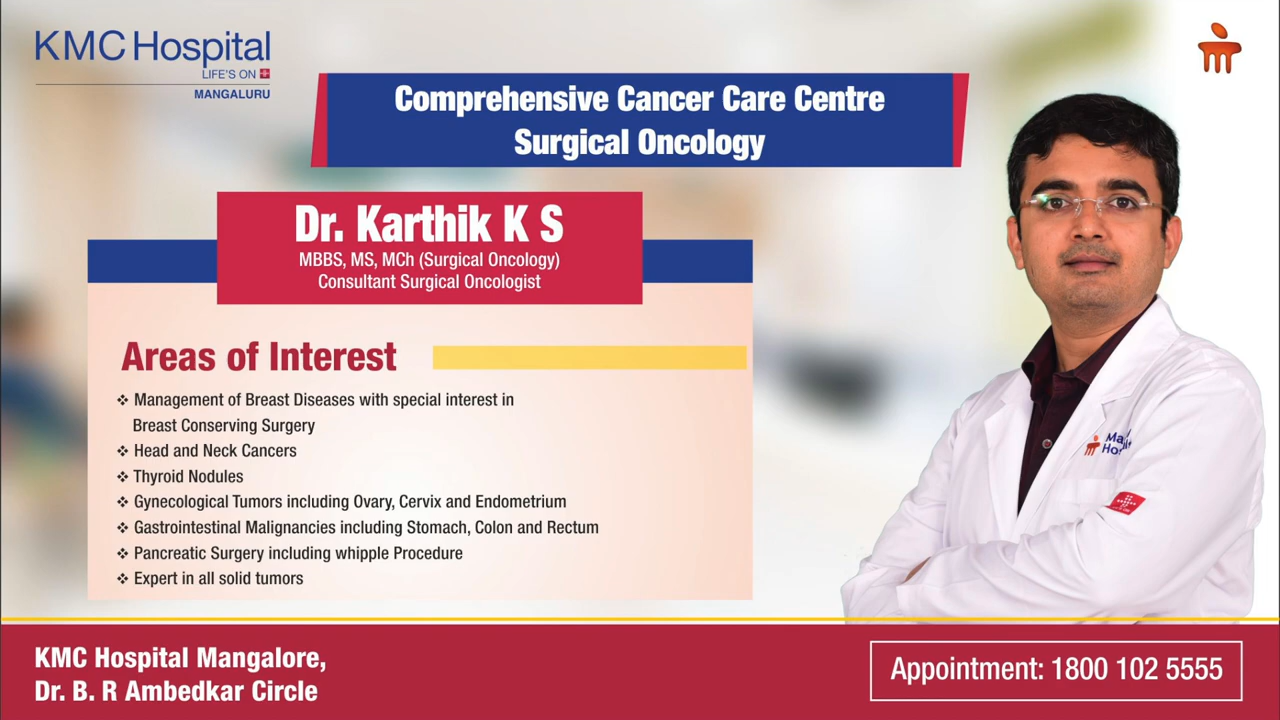 KMC Hospital
LIFE'S ON
MANGALURU
Comprehensive Cancer Care Centre
Surgical Oncology
Dr. Karthik K S
MBBS, MS, MCh (Surgical Oncology)
Consultant Surgical Oncologist
Areas of Interest
❖ Management of Breast Diseases with special interest in
Breast Conserving Surgery
❖ Head and Neck Cancers
❖ Thyroid Nodules
❖ Gynecological Tumors including Ovary, Cervix and Endometrium
❖ Gastrointestinal Malignancies including Stomach, Colon and Rectum
❖ Pancreatic Surgery including whipple Procedure
❖ Expert in all solid tumors
KMC Hospital Mangalore,
Dr. B. R Ambedkar Circle
Appointment: 1800 102 5555